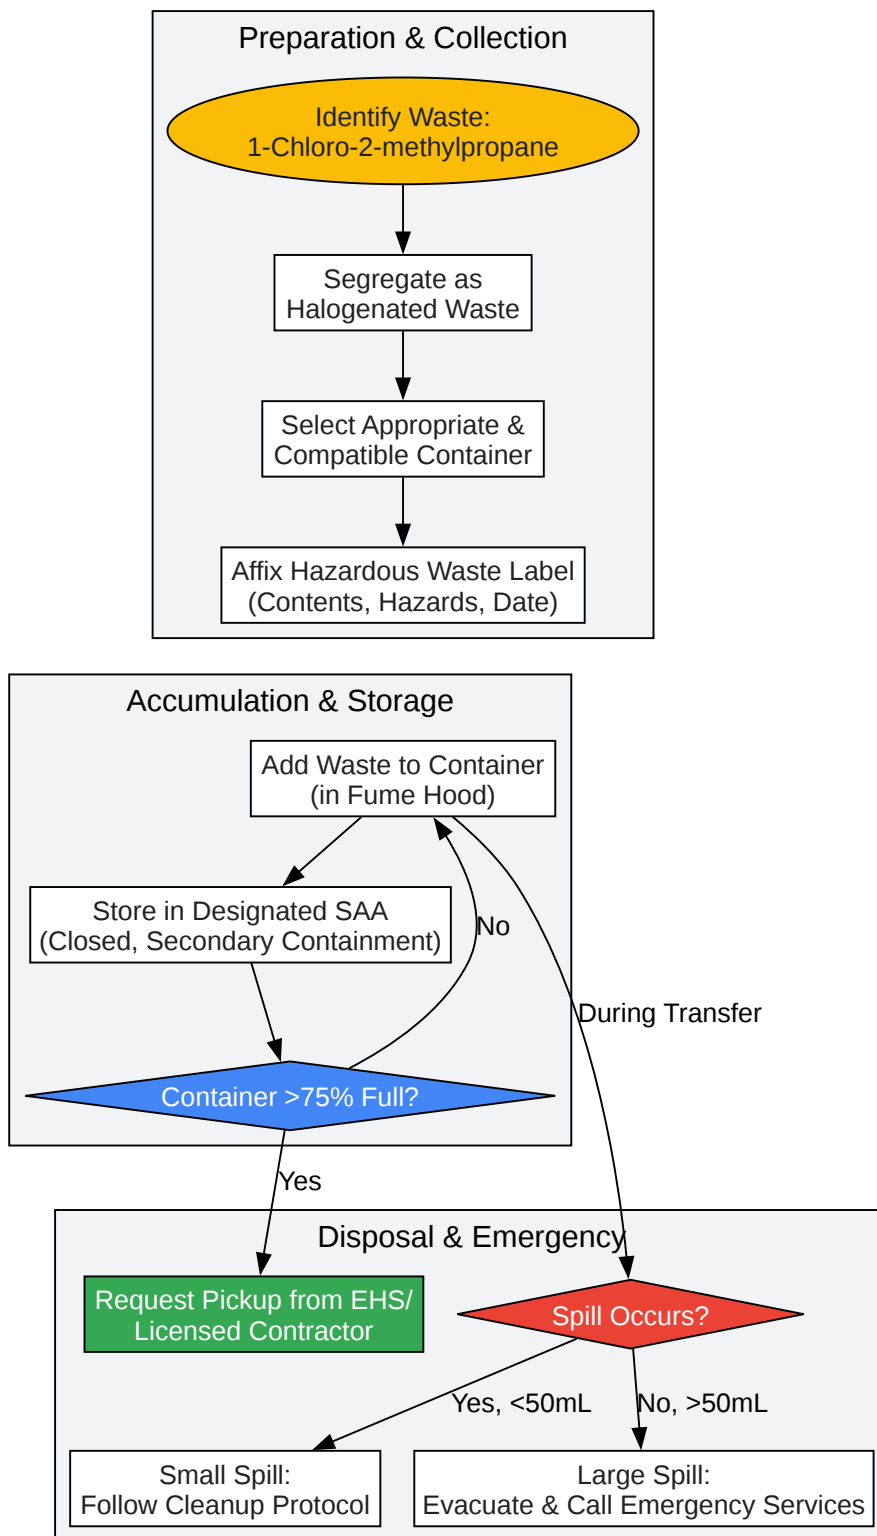 Preparation & Collection
Identify Waste:
1-Chloro-2-methylpropane
Segregate as
Halogenated Waste
Select Appropriate &
Compatible Container
Affix Hazardous Waste Label
(Contents, Hazards, Date)
Accumulation & Storage
Add Waste to Container
(in Fume Hood)
Store in Designated SAA
(Closed, Secondary Containment)
No
During Transfer
Container >75% Full?
Yes
Disposal & Emergency
Request Pickup from EHS/
Licensed Contractor
Spill Occurs?
Yes, <50mL
No, >50mL
Small Spill:
Follow Cleanup Protocol
Large Spill:
Evacuate & Call Emergency Services